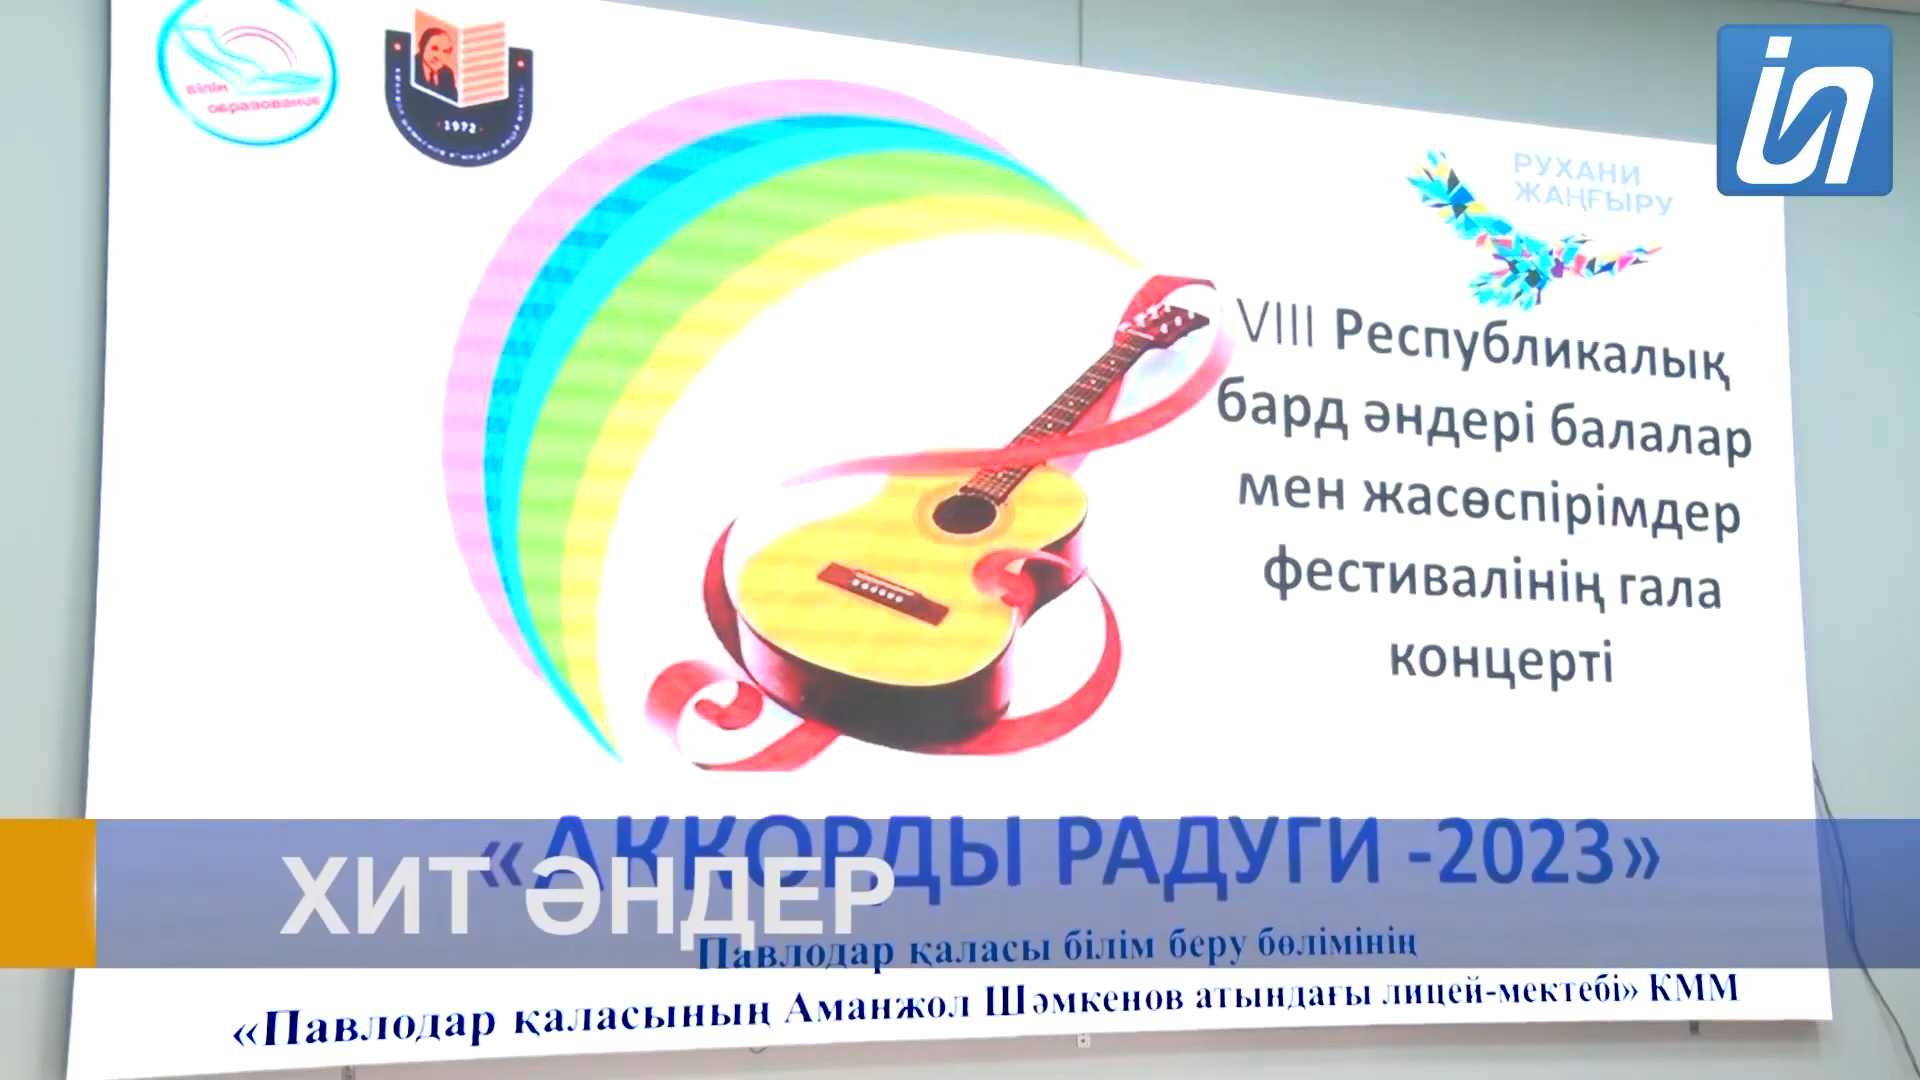 білім
образование
1972
РУХАНИ
ЖАҢҒЫРУ
VIII Республикалық
бард әндері балалар
мен жасөспірімдер
фестивалінің гала
концерті
«АККОРДЫ РАДУГИ -2023»
ХИТ ӘНДЕР
Павлодар қаласы білім беру бөлімінің
«Павлодар қаласының Аманжол Шәмкенов атындағы лицей-мектебі» КММ